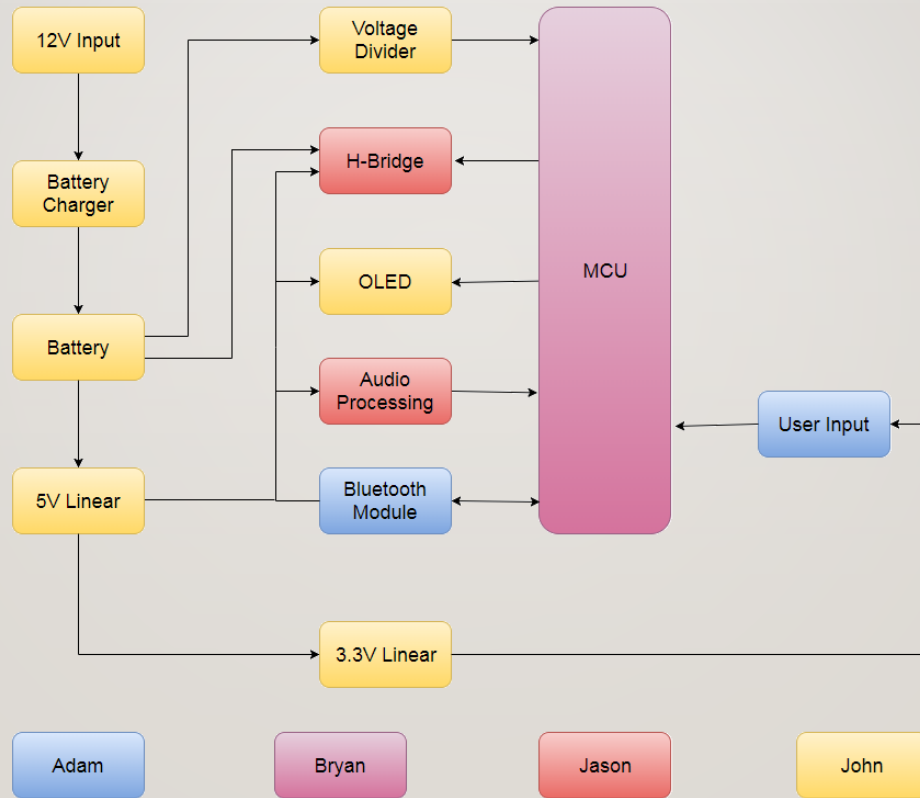 12V Input
Voltage
Divider
H-Bridge
Battery
Charger
OLED
MCU
Battery
Audio
Processing
User Input
5V Linear
Bluetooth
Module
3.3V Linear
Adam
Bryan
Jason
John